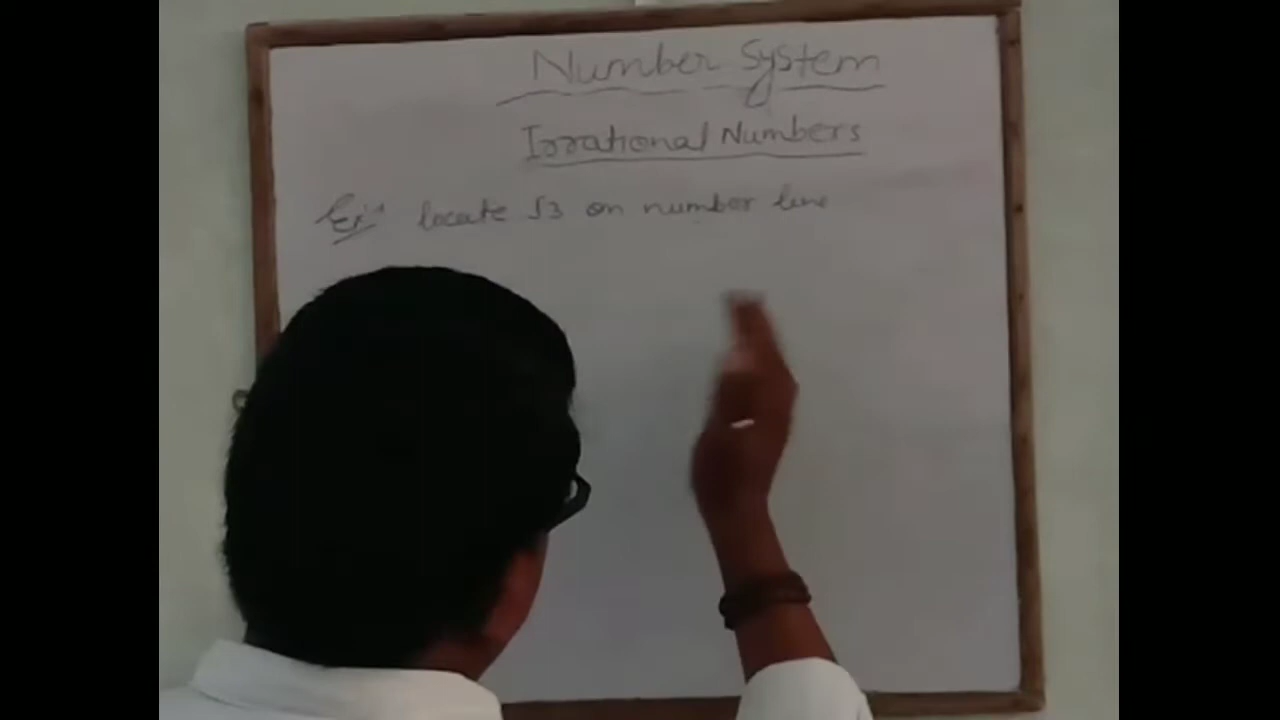 Number System
Irrational Numbers
Ex:- locate √3 on number line